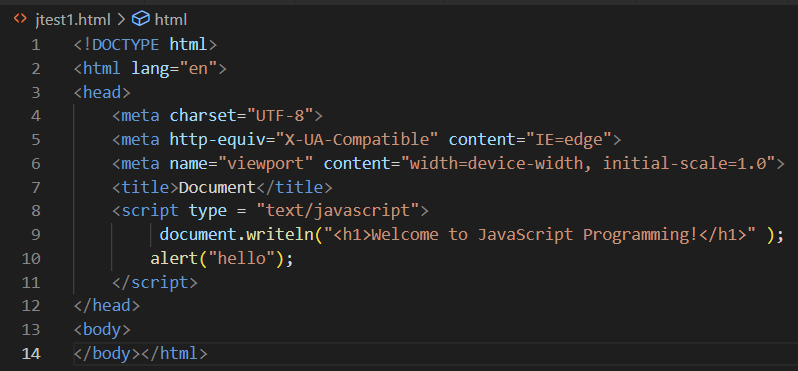 jtest1.html > html
1 <!DOCTYPE html>
2 <html lang="en">
3 <head>
4     <meta charset="UTF-8">
5     <meta http-equiv="X-UA-Compatible" content="IE=edge">
6     <meta name="viewport" content="width=device-width, initial-scale=1.0">
7     <title>Document</title>
8     <script type = "text/javascript">
9          document.writeln("<h1>Welcome to JavaScript Programming!</h1>" );
10         alert("hello");
11     </script>
12 </head>
13 <body>
14 </body></html>